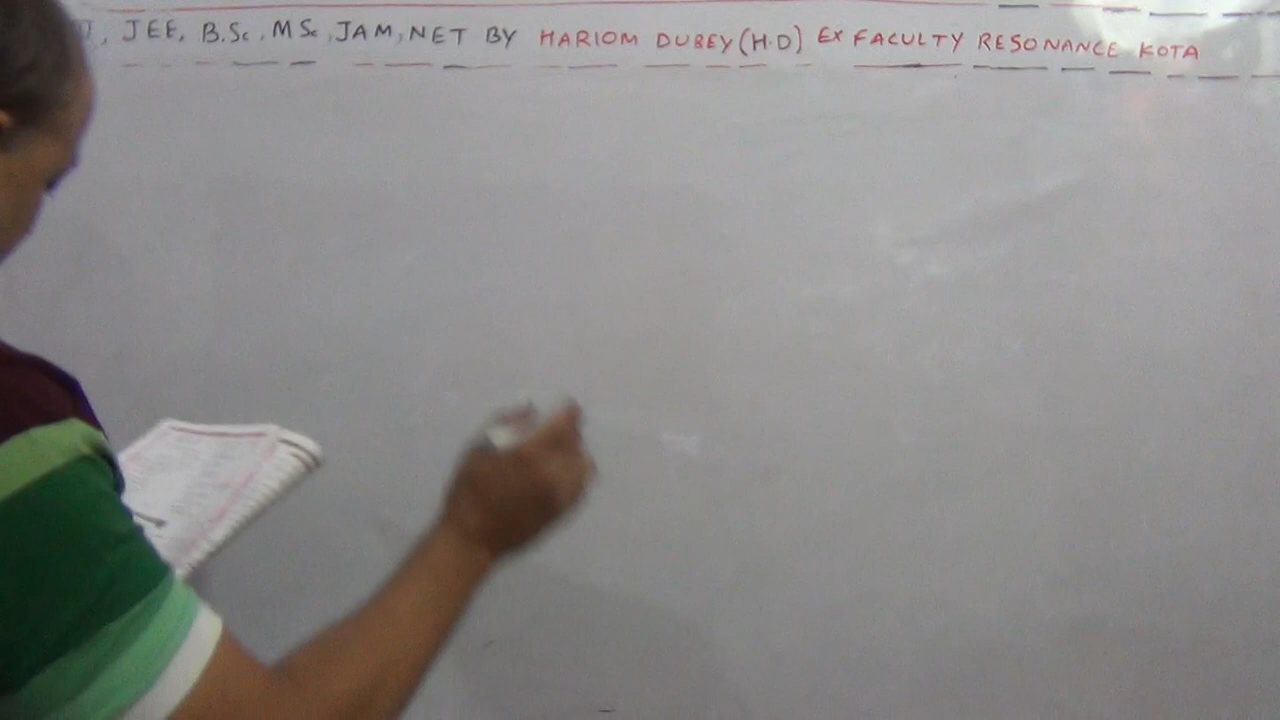 , JEE, B.Sc, MSc, JAM, NET BY HARIOM DUBEY (H.D) EX FACULTY RESONANCE KOTA